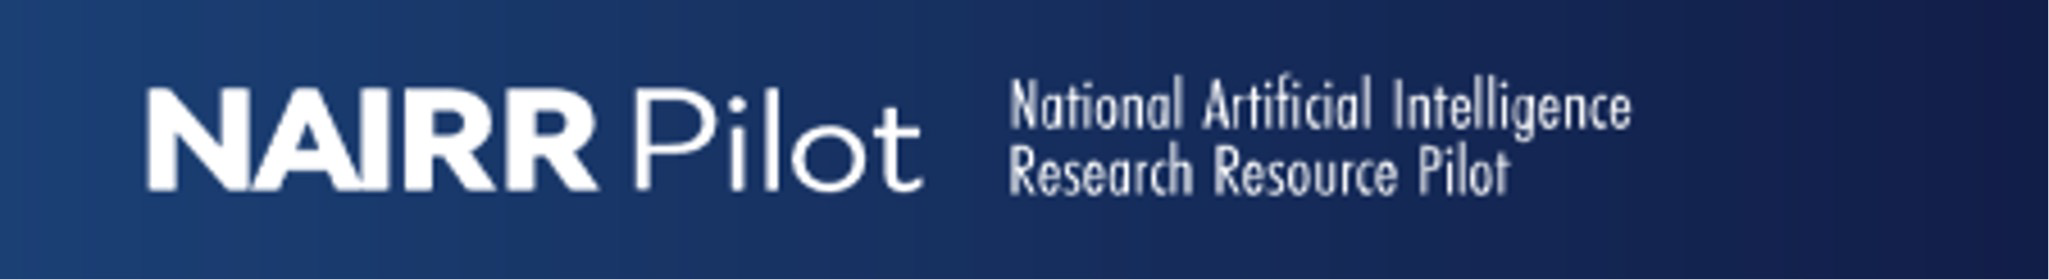 NAIRR Pilot
National Artificial Intelligence
Research Resource Pilot